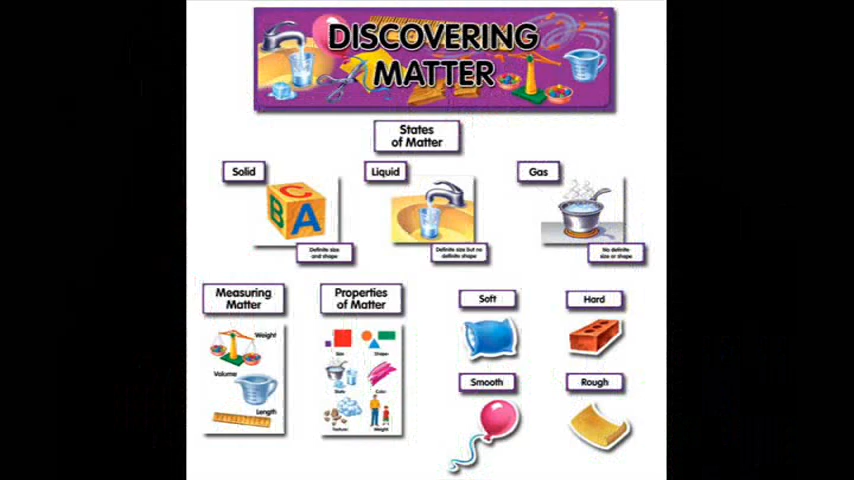 DISCOVERING
MATTER
States
of Matter
Solid
Liquid
Gas
Definite size
and shape
Definite size but no
definite shape
No definite
size or shape
Measuring
Matter
Properties
of Matter
Soft
Hard
Weight
Volume
Length
Size
Shape
State
Color
Texture
Weight
Smooth
Rough
C
B
A